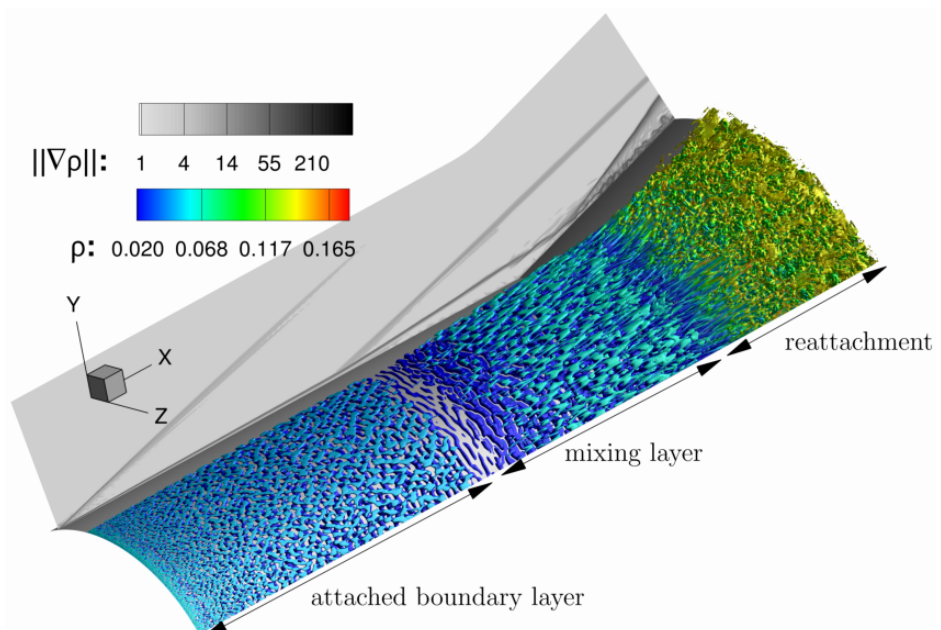 ||∇ρ||: 1 4 14 55 210
ρ: 0.020 0.068 0.117 0.165
Y
X
Z
reattachment
mixing layer
attached boundary layer